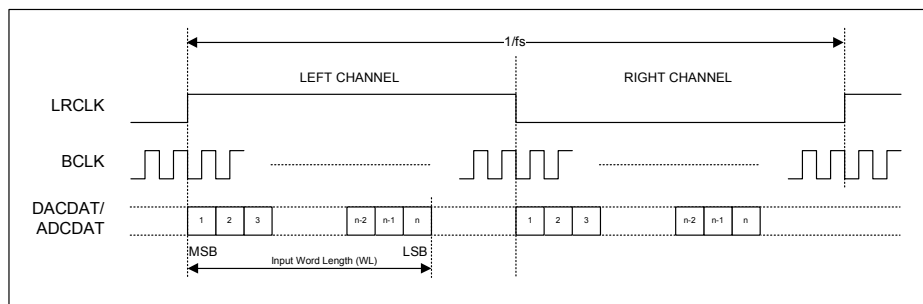 1/fs
LEFT CHANNEL RIGHT CHANNEL
LRCLK
BCLK
DACDAT/
ADCDAT
1 2 3 n-2 n-1 n 1 2 3 n-2 n-1 n
MSB LSB
Input Word Length (WL)